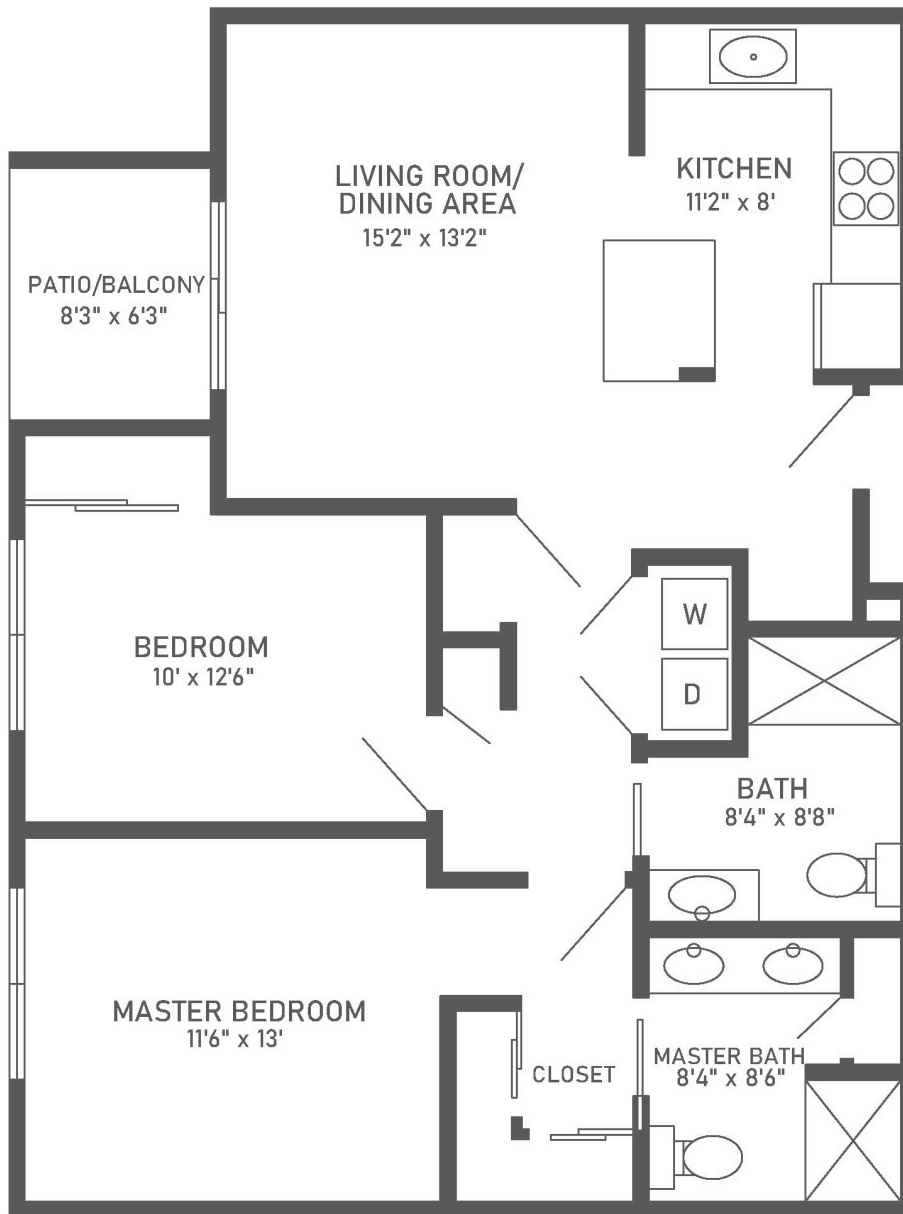 LIVING ROOM/
DINING AREA
15'2" x 13'2"
KITCHEN
11'2" x 8'
PATIO/BALCONY
8'3" x 6'3"
BEDROOM
10' x 12'6"
W
D
BATH
8'4" x 8'8"
MASTER BEDROOM
11'6" x 13'
CLOSET
MASTER BATH
8'4" x 8'6"